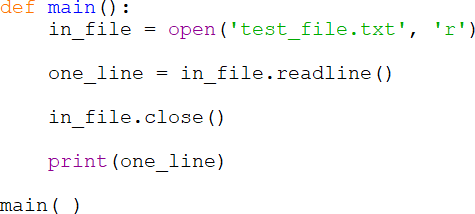 def main():
    in_file = open('test_file.txt', 'r')
    one_line = in_file.readline()
    in_file.close()
    print(one_line)
main( )